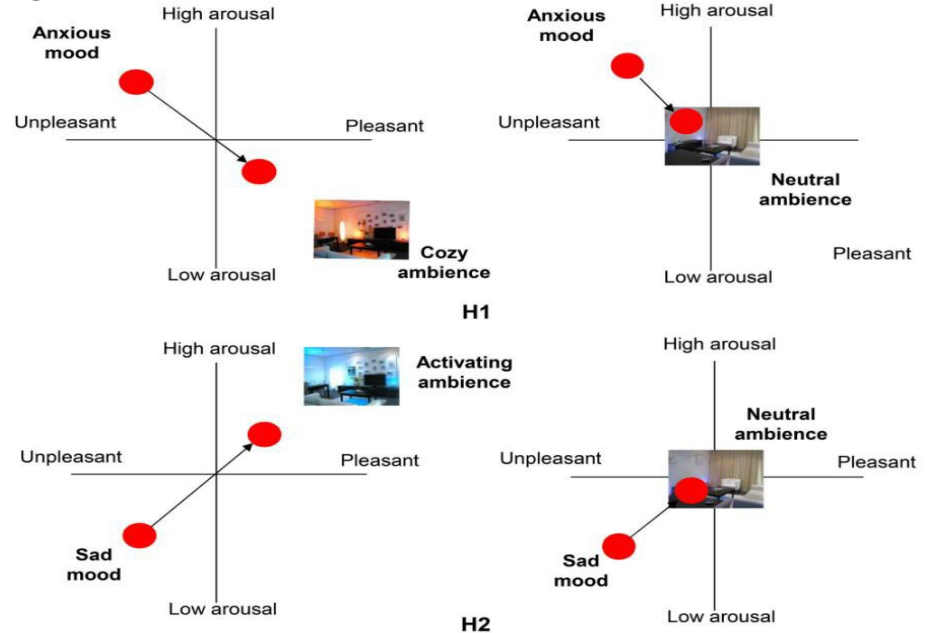 High arousal
Anxious
mood
Unpleasant
Pleasant
Cozy
ambience
Low arousal
High arousal
Anxious
mood
Unpleasant
Neutral
ambience
Pleasant
Low arousal
H1
High arousal
Activating
ambience
Unpleasant
Pleasant
Sad
mood
Low arousal
High arousal
Neutral
ambience
Unpleasant
Pleasant
Sad
mood
Low arousal
H2